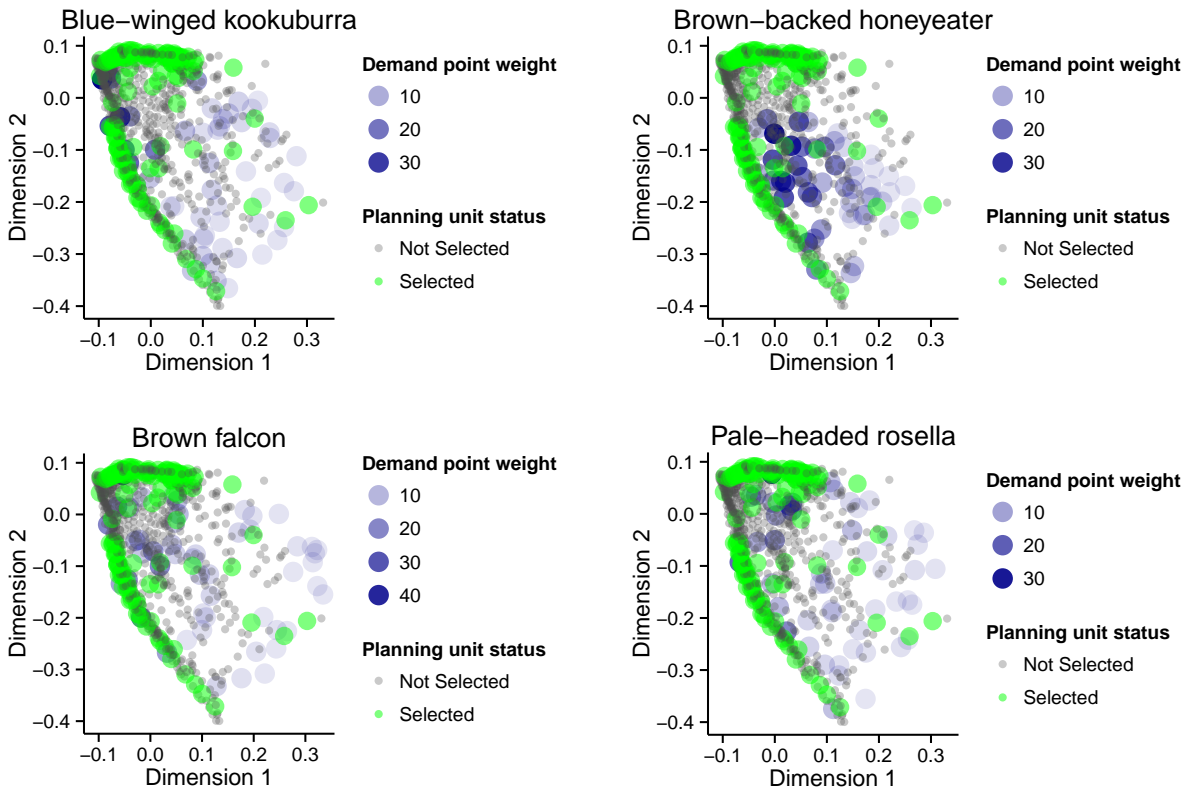 Blue−winged kookuburra
Dimension 2
0.1
0.0
−0.1
−0.2
−0.3
−0.4
−0.1 0.0 0.1 0.2 0.3
Dimension 1
Demand point weight
10
20
30
Planning unit status
Not Selected
Selected
Brown−backed honeyeater
Dimension 2
0.1
0.0
−0.1
−0.2
−0.3
−0.4
−0.1 0.0 0.1 0.2 0.3
Dimension 1
Demand point weight
10
20
30
Planning unit status
Not Selected
Selected
Brown falcon
Dimension 2
0.1
0.0
−0.1
−0.2
−0.3
−0.4
−0.1 0.0 0.1 0.2 0.3
Dimension 1
Demand point weight
10
20
30
40
Planning unit status
Not Selected
Selected
Pale−headed rosella
Dimension 2
0.1
0.0
−0.1
−0.2
−0.3
−0.4
−0.1 0.0 0.1 0.2 0.3
Dimension 1
Demand point weight
10
20
30
Planning unit status
Not Selected
Selected